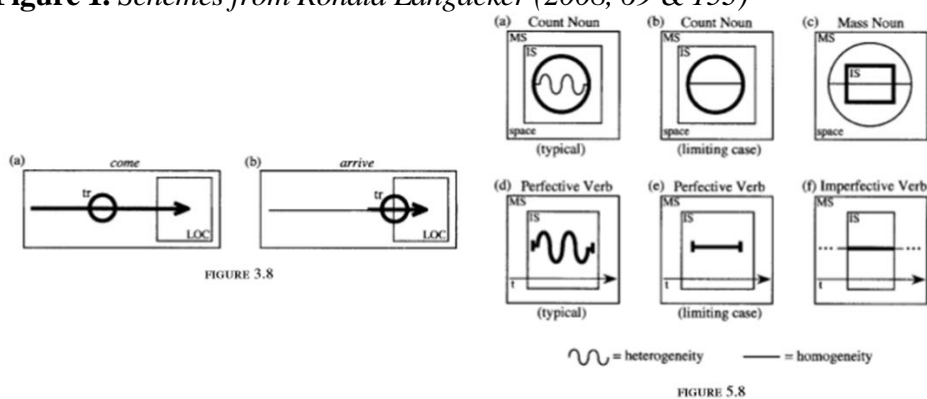 Figure 1. Schemes from Ronald Langacker (2008,
(a) come
tr
LOC
(b) arrive
tr
LOC
FIGURE 3.8
(a) Count Noun
MS
IS
space
(typical)
(b) Count Noun
MS
IS
space
(limiting case)
(c) Mass Noun
MS
IS
space
(d) Perfective Verb
MS
IS
t
(typical)
(e) Perfective Verb
MS
IS
t
(limiting case)
(f) Imperfective Verb
MS
IS
... ...
t
= heterogeneity
= homogeneity
FIGURE 5.8